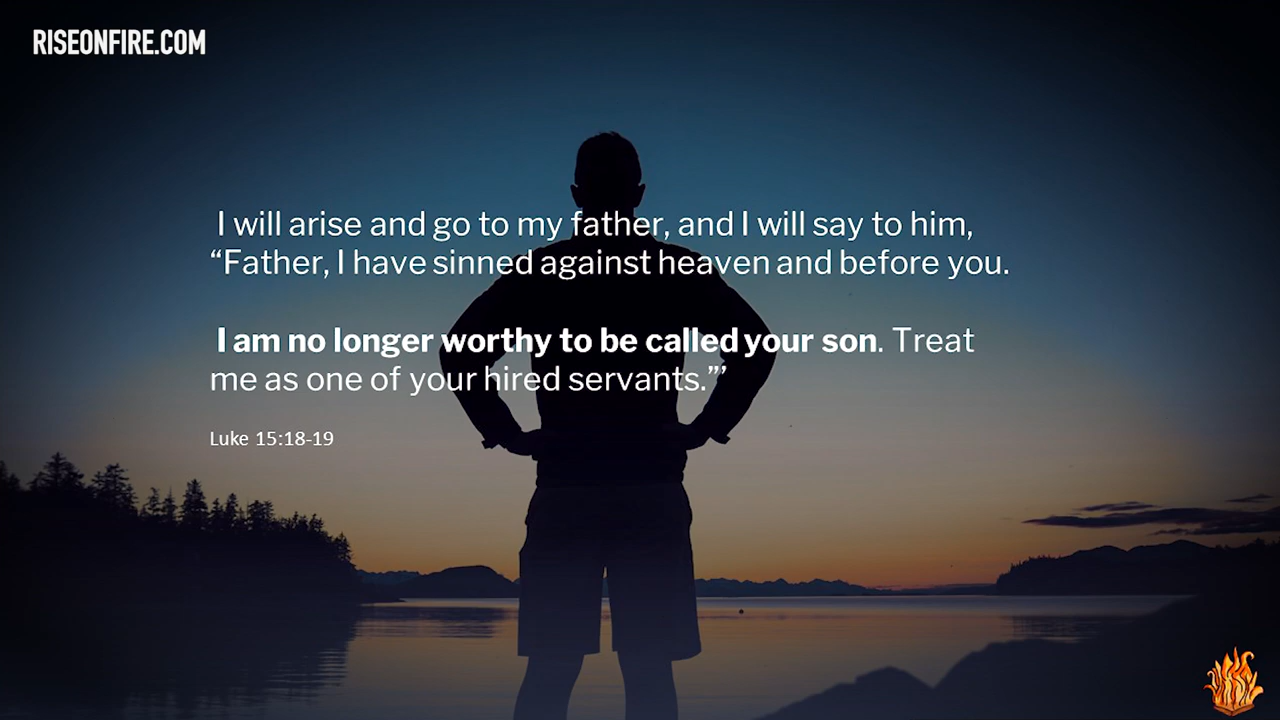 RISEONFIRE.COM
I will arise and go to my father, and I will say to him,
“Father, I have sinned against heaven and before you.
I am no longer worthy to be called your son. Treat
me as one of your hired servants.”’
Luke 15:18-19